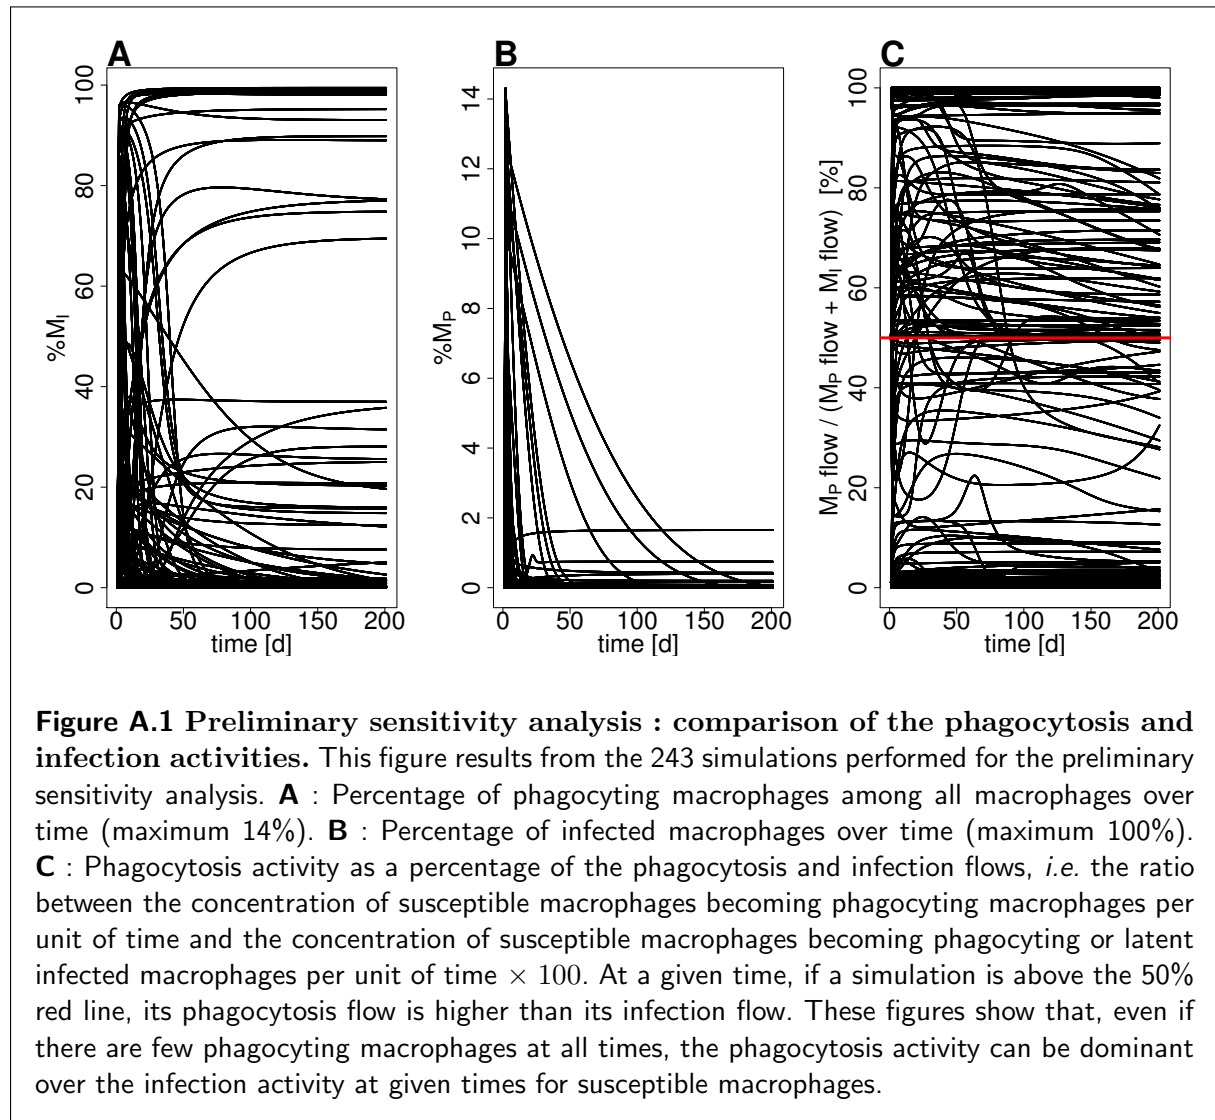 A
B
C
%M_I
0
20
40
60
80
100
0
50
100
150
200
time [d]
%M_P
0
2
4
6
8
10
12
14
0
50
100
150
200
time [d]
M_P flow / (M_P flow + M_I flow) [%]
0
20
40
60
80
100
0
50
100
150
200
time [d]
Figure A.1 Preliminary sensitivity analysis : comparison of the phagocytosis and
infection activities. This figure results from the 243 simulations performed for the preliminary
sensitivity analysis. A : Percentage of phagocyting macrophages among all macrophages over
time (maximum 14%). B : Percentage of infected macrophages over time (maximum 100%).
C : Phagocytosis activity as a percentage of the phagocytosis and infection flows, i.e. the ratio
between the concentration of susceptible macrophages becoming phagocyting macrophages per
unit of time and the concentration of susceptible macrophages becoming phagocyting or latent
infected macrophages per unit of time × 100. At a given time, if a simulation is above the 50%
red line, its phagocytosis flow is higher than its infection flow. These figures show that, even if
there are few phagocyting macrophages at all times, the phagocytosis activity can be dominant
over the infection activity at given times for susceptible macrophages.